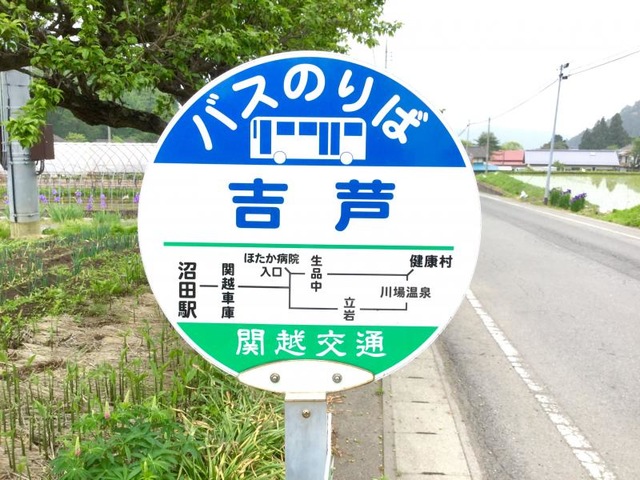 バスのりば
吉芦
沼田駅
関越車庫
ほたか病院
入口
生品中
立岩
川場温泉
健康村
関越交通